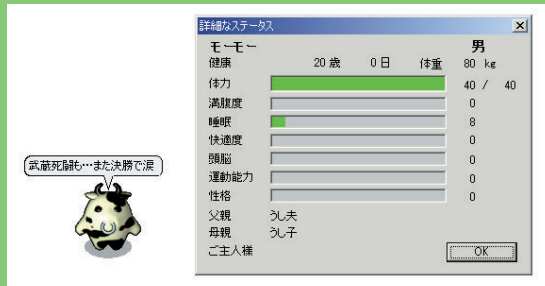 詳細なステータス
モーモー 男
健康 20 歳 0 日 体重 80 kg
体力 40 / 40
満腹度 0
睡眠 8
快適度 0
頭脳 0
運動能力 0
性格 0
父親 うし夫
母親 うし子
ご主人様
OK
武蔵死闘も…また決勝で涙